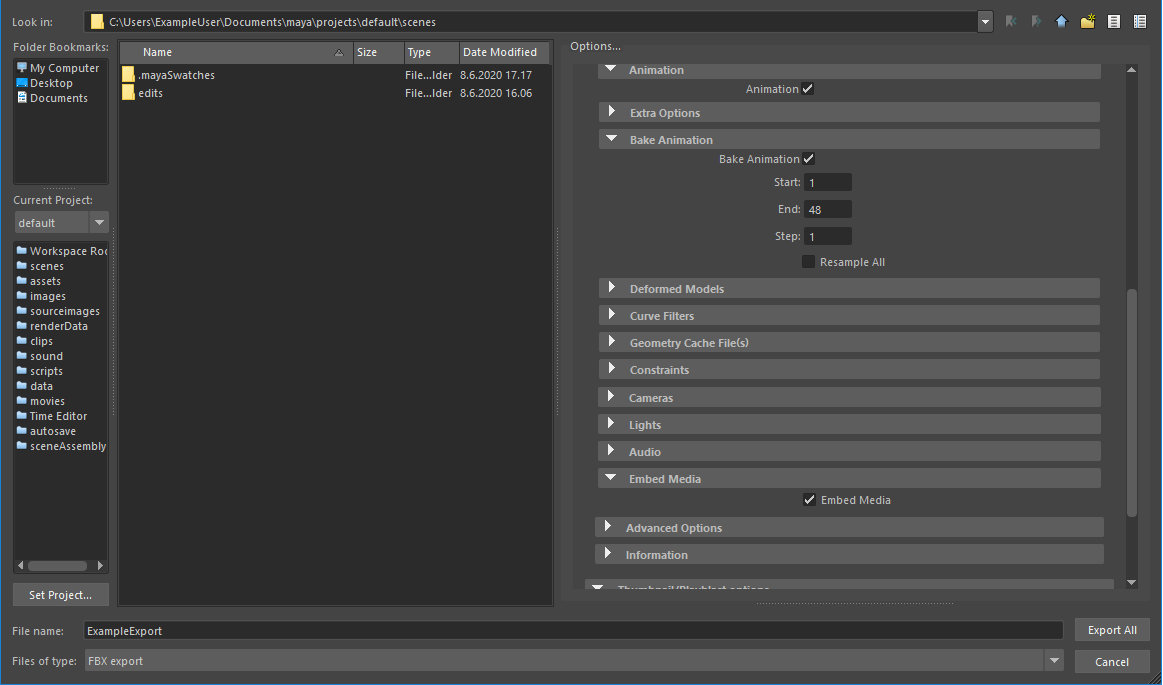 Look in:
C:\Users\ExampleUser\Documents\maya\projects\default\scenes
Folder Bookmarks:
My Computer
Desktop
Documents
Current Project:
default
Workspace Roo
scenes
assets
images
sourceimages
renderData
clips
sound
scripts
data
movies
Time Editor
autosave
sceneAssembly
Set Project...
Name Size Type Date Modified
.mayaSwatches File...lder 8.6.2020 17.17
edits File...lder 8.6.2020 16.06
Options...
Animation
Animation
Extra Options
Bake Animation
Bake Animation
Start: 1
End: 48
Step: 1
Resample All
Deformed Models
Curve Filters
Geometry Cache File(s)
Constraints
Cameras
Lights
Audio
Embed Media
Embed Media
Advanced Options
Information
Thumbnail/Playblast options
File name: ExampleExport
Export All
Files of type: FBX export
Cancel